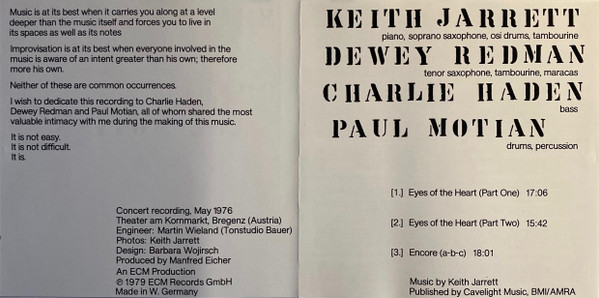 Music is at its best when it carries you along at a level
deeper than the music itself and forces you to live in
its spaces as well as its notes
Improvisation is at its best when everyone involved in the
music is aware of an intent greater than his own; therefore
more his own.
Neither of these are common occurrences.
I wish to dedicate this recording to Charlie Haden,
Dewey Redman and Paul Motian, all of whom shared the most
valuable intimacy with me during the making of this music.
It is not easy.
It is not difficult.
It is.
Concert recording, May 1976
Theater am Kornmarkt, Bregenz (Austria)
Engineer: Martin Wieland (Tonstudio Bauer)
Photos: Keith Jarrett
Design: Barbara Wojirsch
Produced by Manfred Eicher
An ECM Production
℗ 1979 ECM Records GmbH
Made in W. Germany
KEITH JARRETT
piano, soprano saxophone, osi drums, tambourine
DEWEY REDMAN
tenor saxophone, tambourine, maracas
CHARLIE HADEN
bass
PAUL MOTIAN
drums, percussion
[1.] Eyes of the Heart (Part One) 17:06
[2.] Eyes of the Heart (Part Two) 15:42
[3.] Encore (a-b-c) 18:01
Music by Keith Jarrett
Published by Cavelight Music, BMI/AMRA